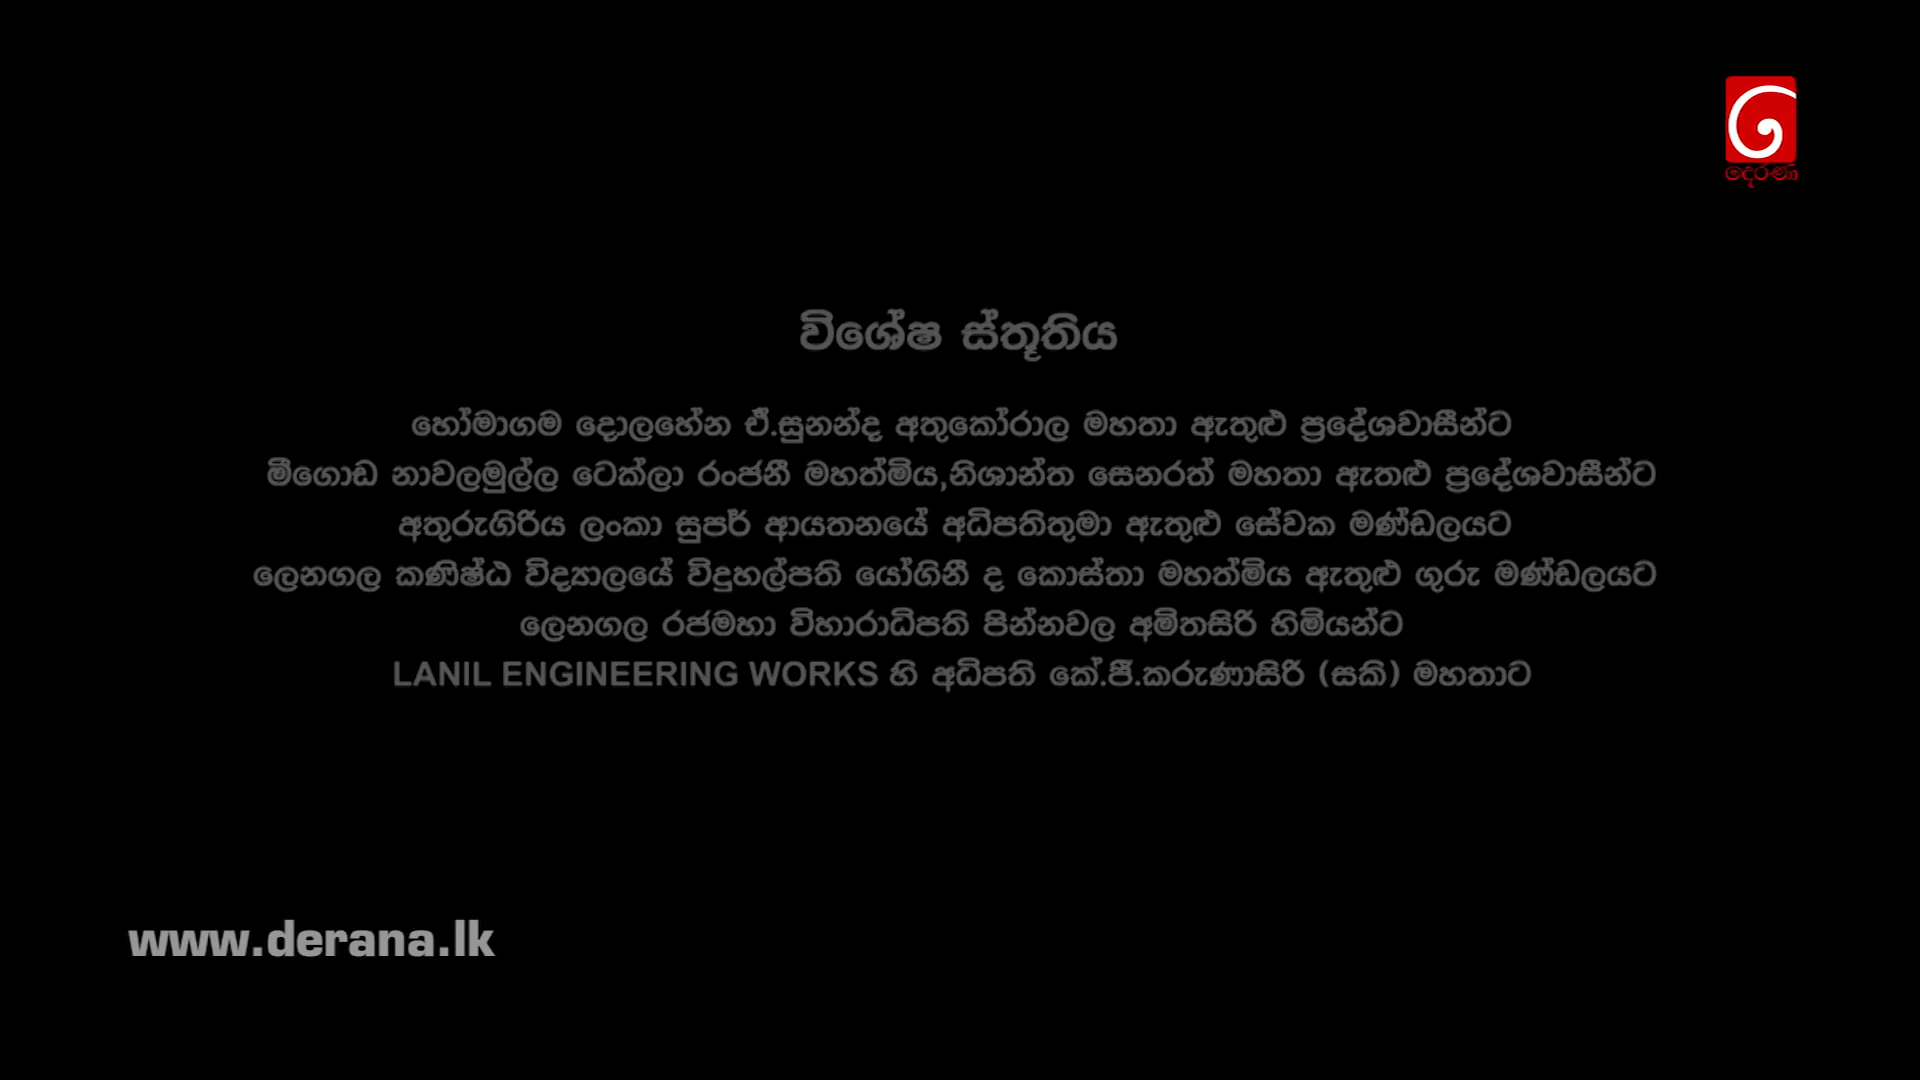 දෙරණ
විශේෂ ස්තූතිය
හෝමාගම දොලහේන ඒ.සුනන්ද අතුකෝරාල මහතා ඇතුළු ප්‍රදේශවාසීන්ට
මීගොඩ නාවලමුල්ල ටෙක්ලා රංජනී මහත්මිය,නිශාන්ත සෙනරත් මහතා ඇතළු ප්‍රදේශවාසීන්ට
අතුරුගිරිය ලංකා සුපර් ආයතනයේ අධිපතිතුමා ඇතුළු සේවක මණ්ඩලයට
ලෙනගල කණිෂ්ඨ විද්‍යාලයේ විදුහල්පති යෝගිනී ද කොස්තා මහත්මිය ඇතුළු ගුරු මණ්ඩලයට
ලෙනගල රජමහා විහාරාධිපති පින්නවල අමිතසිරි හිමියන්ට
LANIL ENGINEERING WORKS හි අධිපති කේ.ජී.කරුණාසිරි (සකි) මහතාට
www.derana.lk